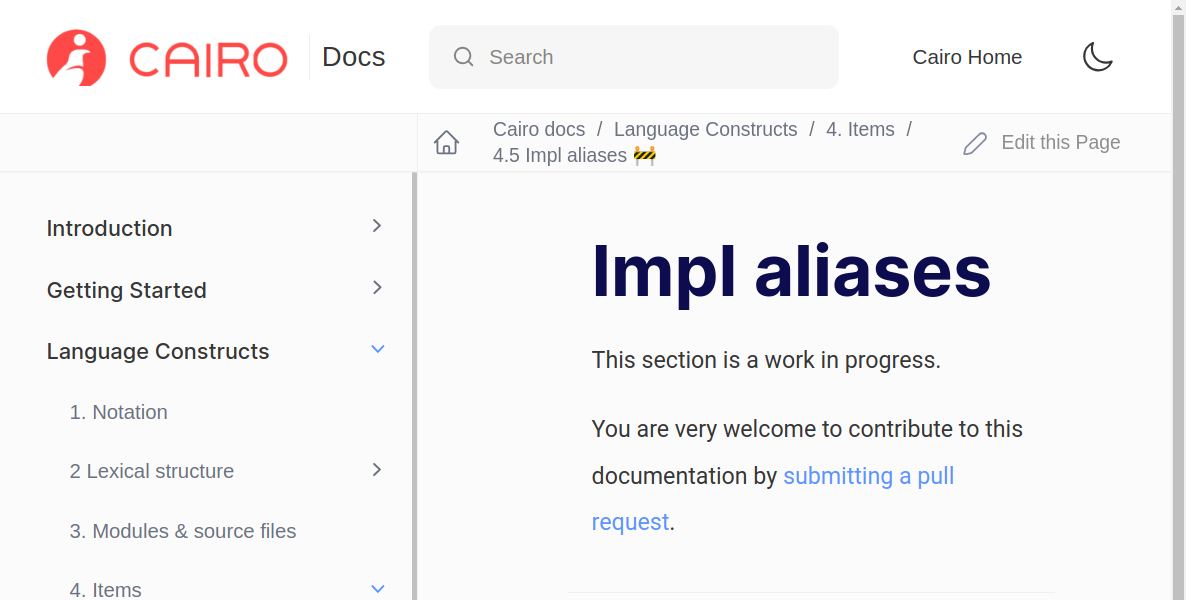 CAIRO Docs
Search
Cairo Home
Cairo docs / Language Constructs / 4. Items /
4.5 Impl aliases 🚧
Edit this Page
Introduction
Getting Started
Language Constructs
1. Notation
2 Lexical structure
3. Modules & source files
4. Items
Impl aliases
This section is a work in progress.
You are very welcome to contribute to this
documentation by submitting a pull
request.